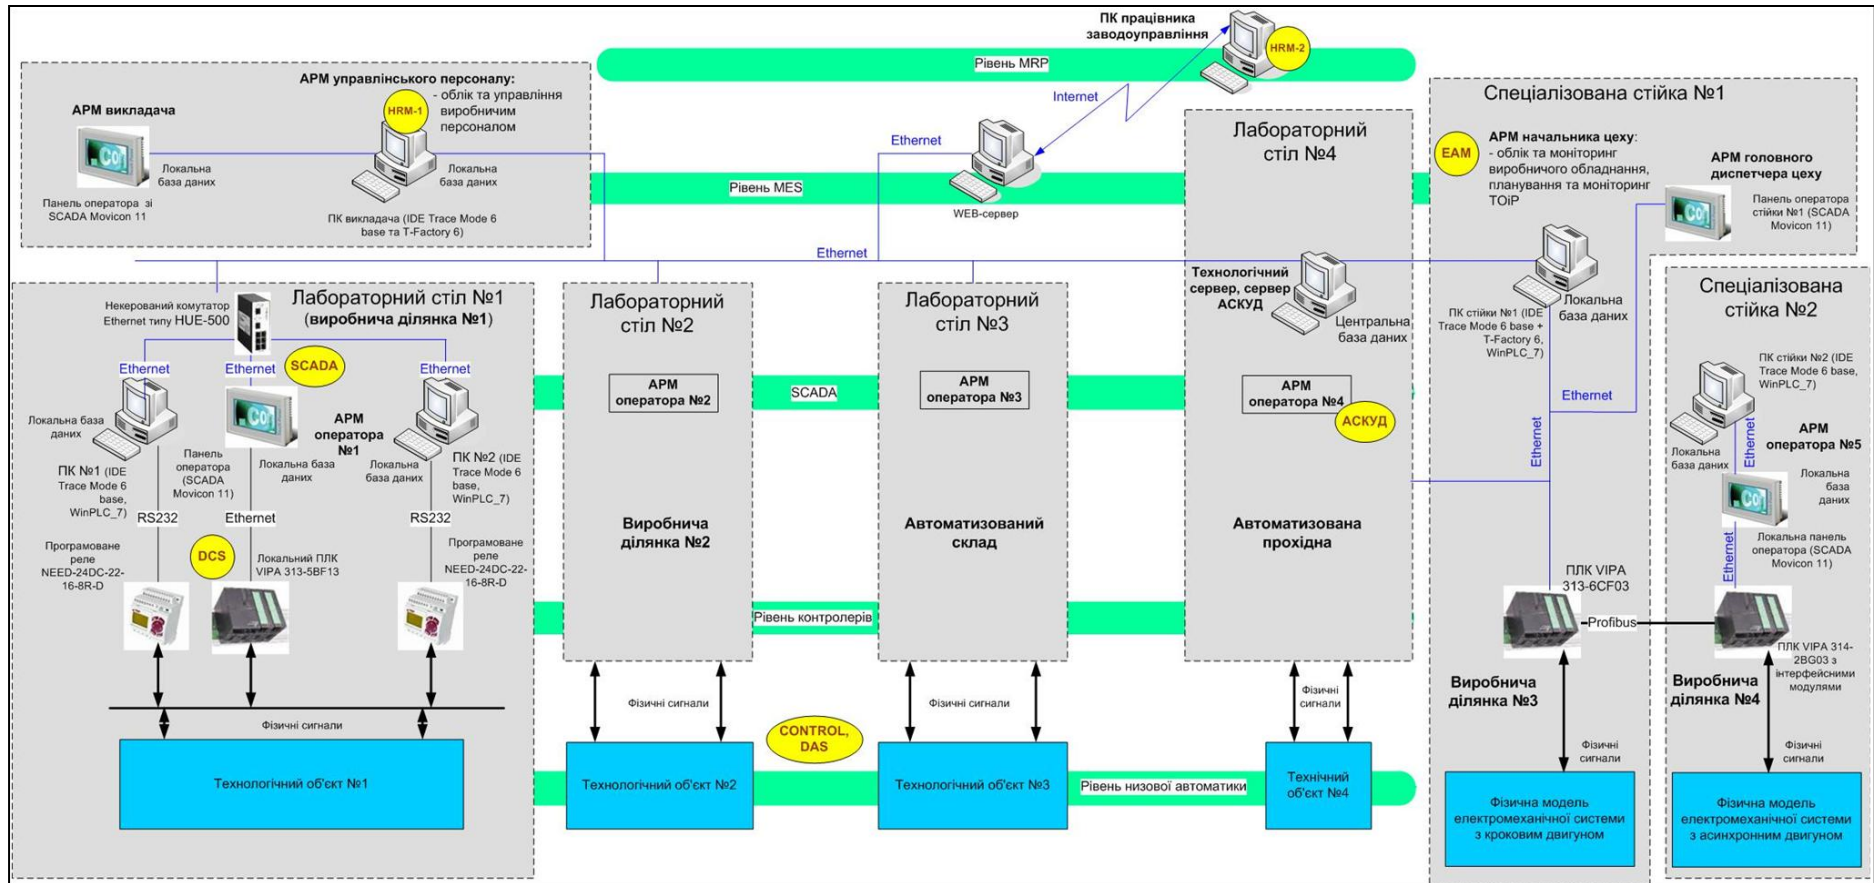 ПК працівника
заводоуправління
HRM-2
Рівень MRP
Internet
АРМ управлінського персоналу:
- облік та управління
виробничим
персоналом
HRM-1
АРМ викладача
Локальна
база даних
Локальна
база даних
Панель оператора зі
SCADA Movicon 11
ПК викладача (IDE Trace Mode 6
base та T-Factory 6)
Ethernet
Рівень MES
WEB-сервер
Ethernet
Лабораторний
стіл №4
Технологічний
сервер, сервер
АСКУД
Центральна
база даних
АРМ
оператора №4
АСКУД
Автоматизована
прохідна
Спеціалізована стійка №1
EAM
АРМ начальника цеху:
- облік та моніторинг
виробничого обладнання,
планування та моніторинг
ТОіР
АРМ головного
диспетчера цеху
Панель оператора
стійки №1 (SCADA
Movicon 11)
Локальна
база даних
ПК стійки №1 (IDE
Trace Mode 6 base +
T-Factory 6,
WinPLC_7)
Ethernet
Ethernet
ПЛК VIPA
313-6CF03
Profibus
Виробнича
ділянка №3
Фізичні
сигнали
Фізична модель
електромеханічної системи
з кроковим двигуном
Спеціалізована
стійка №2
ПК стійки №2 (IDE
Trace Mode 6 base,
WinPLC_7)
АРМ
оператора №5
Локальна
база даних
Ethernet
Локальна
база
даних
Локальна панель
оператора (SCADA
Movicon 11)
Ethernet
ПЛК VIPA 314-
2BG03 з
інтерфейсними
модулями
Виробнича
ділянка №4
Фізичні
сигнали
Фізична модель
електромеханічної системи
з асинхронним двигуном
Лабораторний стіл №1
(виробнича ділянка №1)
Некерований комутатор
Ethernet типу HUE-500
Ethernet
Ethernet
Ethernet
SCADA
Локальна база
даних
АРМ
оператора
№1
ПК №1 (IDE
Trace Mode 6
base,
WinPLC_7)
Панель
оператора
(SCADA
Movicon 11)
Локальна база
даних
Локальна
база даних
ПК №2 (IDE
Trace Mode 6
base,
WinPLC_7)
RS232
Ethernet
RS232
Програмоване
реле
NEED-24DC-22-
16-8R-D
DCS
Локальний ПЛК
VIPA 313-5BF13
Програмоване
реле
NEED-24DC-22-
16-8R-D
Фізичні сигнали
Технологічний об'єкт №1
Лабораторний
стіл №2
АРМ
оператора №2
Виробнича
ділянка №2
Фізичні сигнали
Технологічний об'єкт №2
SCADA
Рівень контролерів
CONTROL,
DAS
Лабораторний
стіл №3
АРМ
оператора №3
Автоматизований
склад
Фізичні сигнали
Технологічний об'єкт №3
Рівень низової автоматики
Фізичні
сигнали
Технічний
об'єкт №4